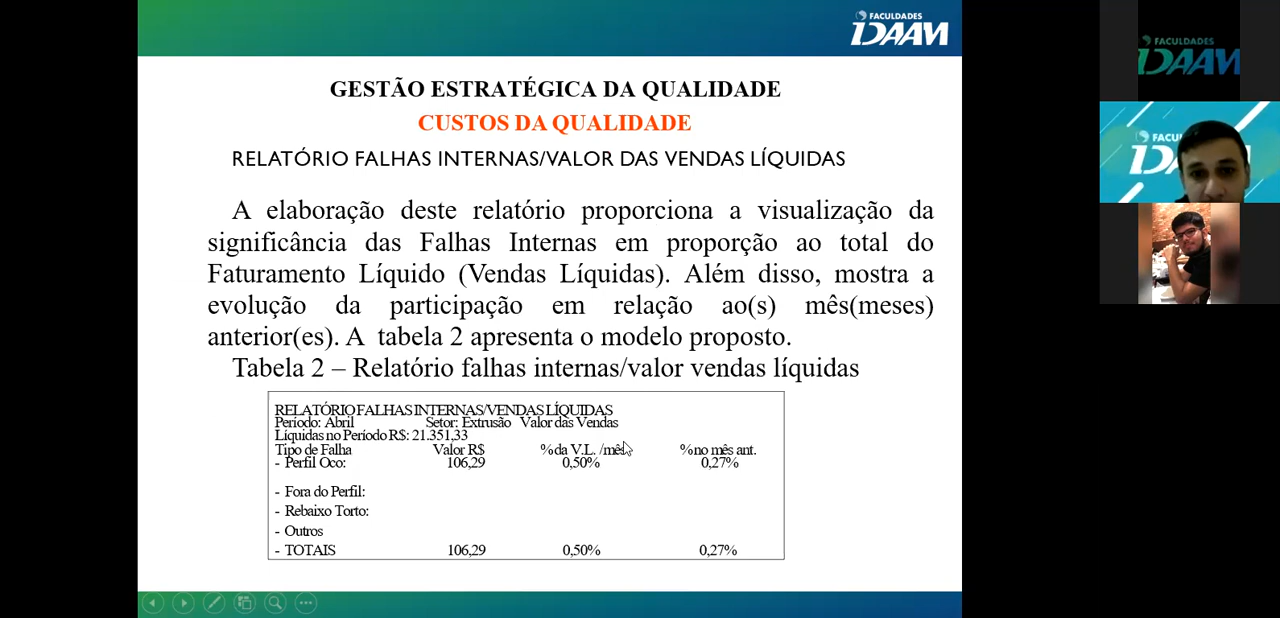 FACULDADES
IDAAM
GESTÃO ESTRATÉGICA DA QUALIDADE
CUSTOS DA QUALIDADE
RELATÓRIO FALHAS INTERNAS/VALOR DAS VENDAS LÍQUIDAS
A elaboração deste relatório proporciona a visualização da
significância das Falhas Internas em proporção ao total do
Faturamento Líquido (Vendas Líquidas). Além disso, mostra a
evolução da participação em relação ao(s) mês(meses)
anterior(es). A tabela 2 apresenta o modelo proposto.
Tabela 2 – Relatório falhas internas/valor vendas líquidas
RELATÓRIO FALHAS INTERNAS/VENDAS LÍQUIDAS
Período: Abril Setor: Extrusão Valor das Vendas
Líquidas no Período R$: 21.351,33
Tipo de Falha Valor R$ % da V.L. /mês % no mês ant.
- Perfil Oco: 106,29 0,50% 0,27%
- Fora do Perfil:
- Rebaixo Torto:
- Outros
- TOTAIS 106,29 0,50% 0,27%
FACULDADES
IDAAM